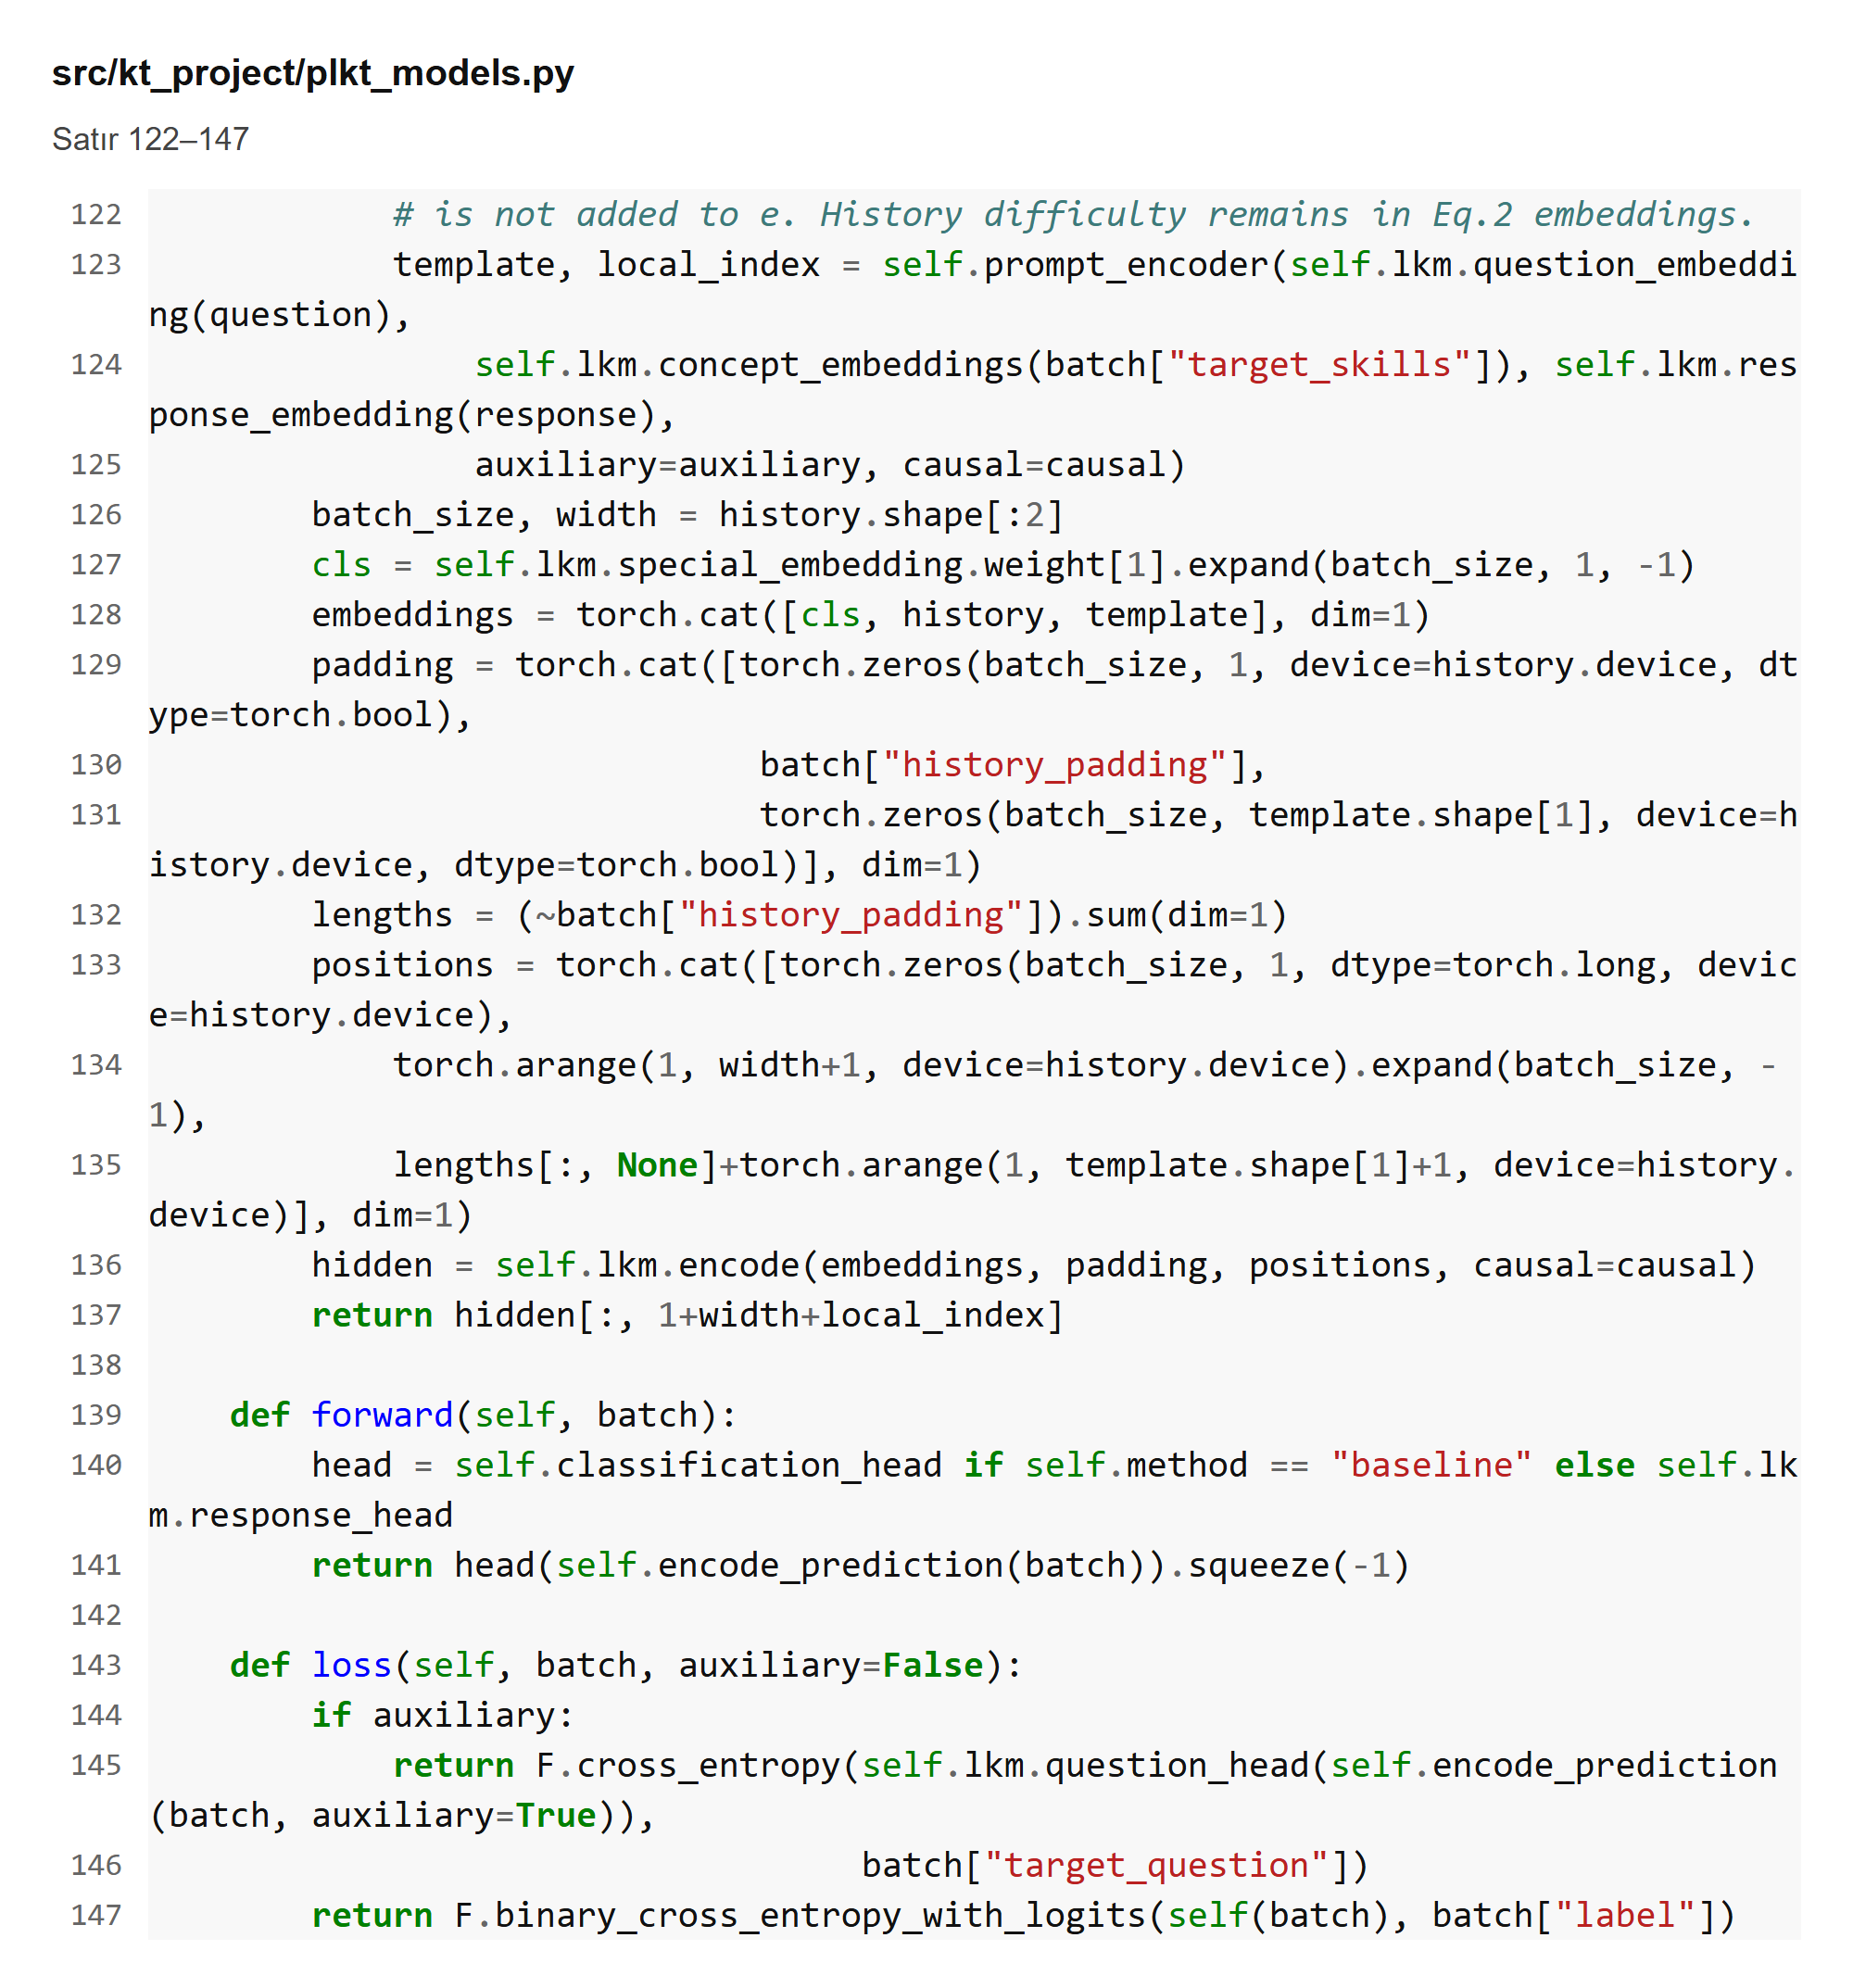 src/kt_project/plkt_models.py
Satır 122–147
122             # is not added to e. History difficulty remains in Eq.2 embeddings.
123             template, local_index = self.prompt_encoder(self.lkm.question_embeddi
ng(question),
124                 self.lkm.concept_embeddings(batch["target_skills"]), self.lkm.res
ponse_embedding(response),
125                 auxiliary=auxiliary, causal=causal)
126         batch_size, width = history.shape[:2]
127         cls = self.lkm.special_embedding.weight[1].expand(batch_size, 1, -1)
128         embeddings = torch.cat([cls, history, template], dim=1)
129         padding = torch.cat([torch.zeros(batch_size, 1, device=history.device, dt
ype=torch.bool),
130                               batch["history_padding"],
131                               torch.zeros(batch_size, template.shape[1], device=h
istory.device, dtype=torch.bool)], dim=1)
132         lengths = (~batch["history_padding"]).sum(dim=1)
133         positions = torch.cat([torch.zeros(batch_size, 1, dtype=torch.long, devic
e=history.device),
134             torch.arange(1, width+1, device=history.device).expand(batch_size, -
1),
135             lengths[:, None]+torch.arange(1, template.shape[1]+1, device=history.
device)], dim=1)
136         hidden = self.lkm.encode(embeddings, padding, positions, causal=causal)
137         return hidden[:, 1+width+local_index]
138
139     def forward(self, batch):
140         head = self.classification_head if self.method == "baseline" else self.lk
m.response_head
141         return head(self.encode_prediction(batch)).squeeze(-1)
142
143     def loss(self, batch, auxiliary=False):
144         if auxiliary:
145             return F.cross_entropy(self.lkm.question_head(self.encode_prediction
(batch, auxiliary=True)),
146                                    batch["target_question"])
147         return F.binary_cross_entropy_with_logits(self(batch), batch["label"])